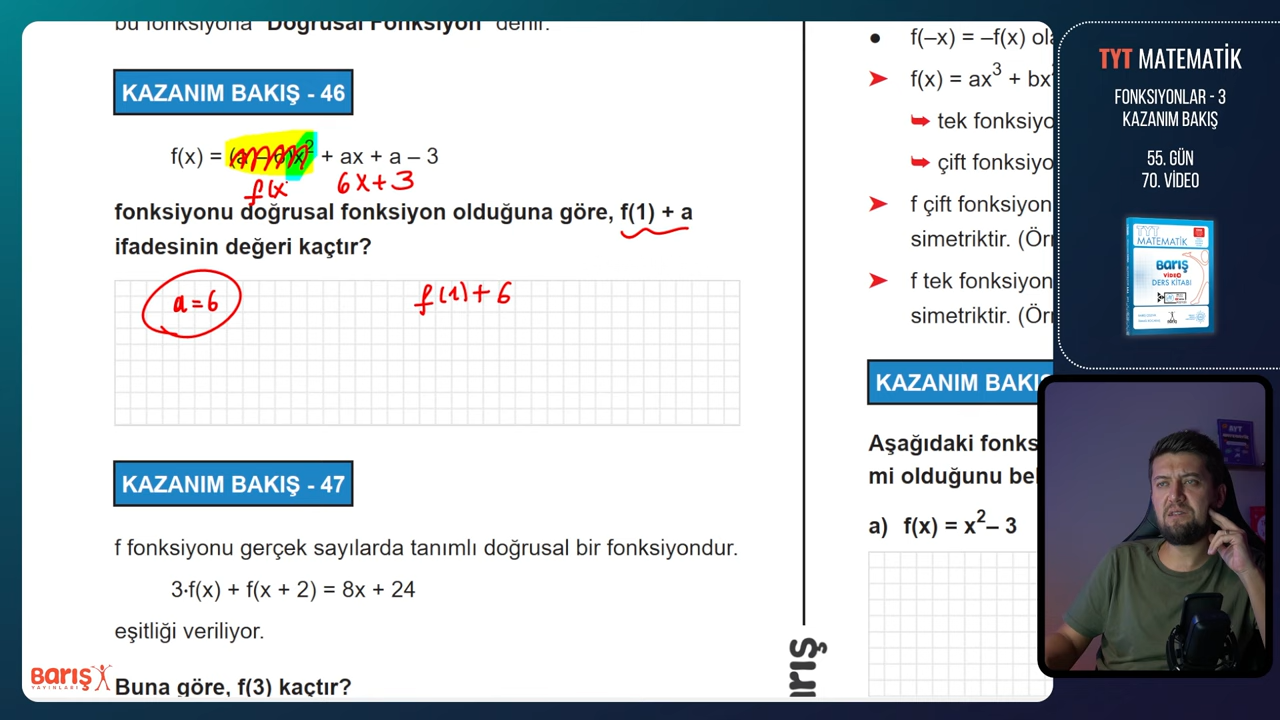 bu fonksiyona "Doğrusal Fonksiyon" denir.
KAZANIM BAKIŞ - 46
f(x) = (a – 6)x² + ax + a – 3
f(x 6x+3
fonksiyonu doğrusal fonksiyon olduğuna göre, f(1) + a
ifadesinin değeri kaçtır?
a=6
f(1)+6
KAZANIM BAKIŞ - 47
f fonksiyonu gerçek sayılarda tanımlı doğrusal bir fonksiyondur.
3·f(x) + f(x + 2) = 8x + 24
eşitliği veriliyor.
Buna göre, f(3) kaçtır?
BARIŞ
YAYINLARI
f(–x) = –f(x) ola
f(x) = ax³ + bx
tek fonksiyo
çift fonksiyo
f çift fonksiyon
simetriktir. (Ör
f tek fonksiyon
simetriktir. (Ör
KAZANIM BAKIŞ
Aşağıdaki fonks
mi olduğunu bel
a) f(x) = x² – 3
TYT MATEMATİK
FONKSIYONLAR - 3
KAZANIM BAKIŞ
55. GÜN
70. VİDEO
TYT
MATEMATİK
BARIŞ
VİDEO
DERS KİTABI